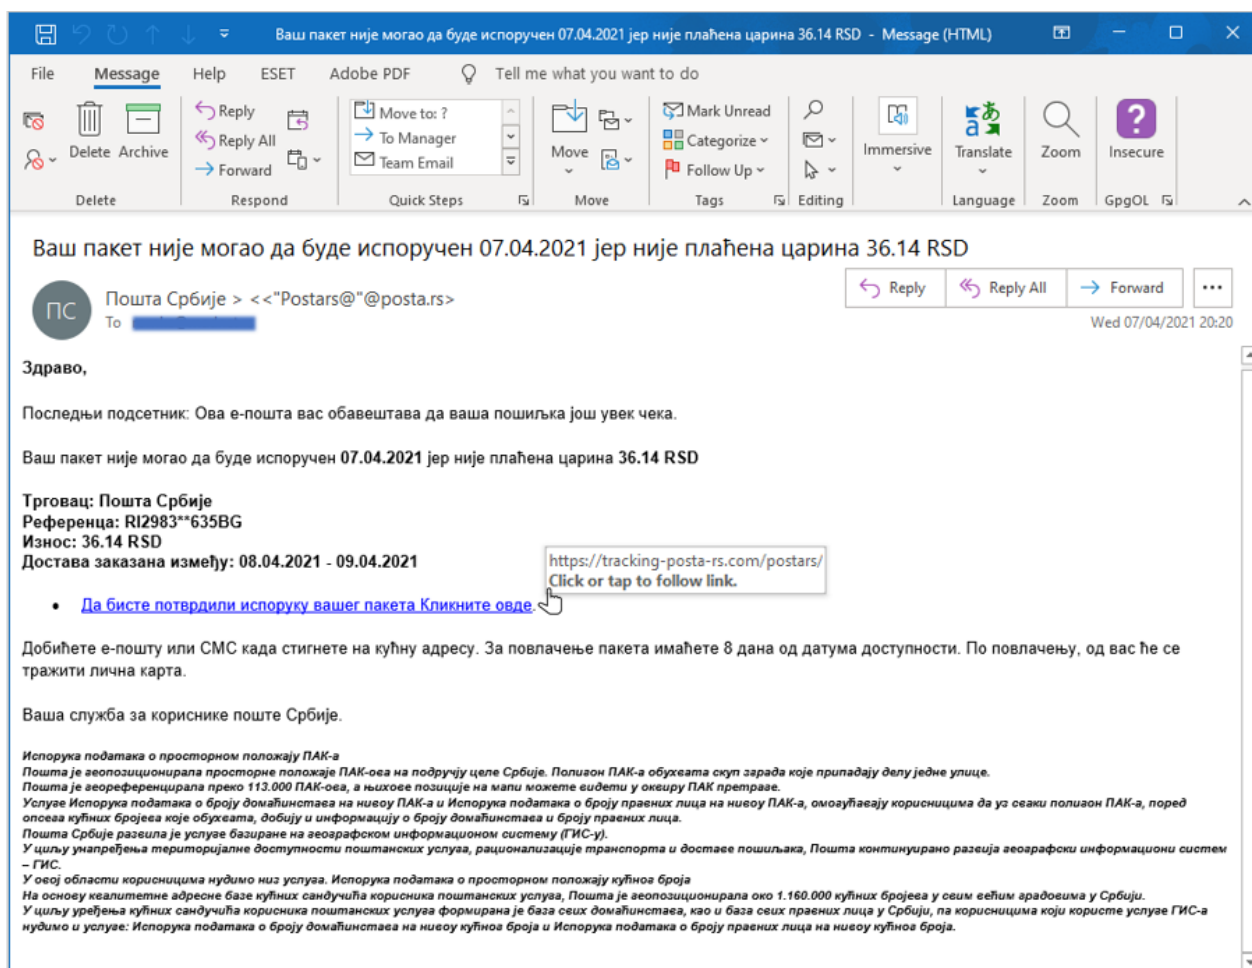 Ваш пакет није могао да буде испоручен 07.04.2021 јер није плаћена царина 36.14 RSD - Message (HTML)
File Message Help ESET Adobe PDF Tell me what you want to do
Delete Archive
Reply
Reply All
Forward
Move to: ?
To Manager
Team Email
Move
Mark Unread
Categorize
Follow Up
Immersive
Translate
Zoom
Insecure
Delete Respond Quick Steps Move Tags Editing Language Zoom GpgOL
Ваш пакет није могао да буде испоручен 07.04.2021 јер није плаћена царина 36.14 RSD
ПС
Пошта Србије > <<"Postars@"@posta.rs>
To
Reply Reply All Forward ...
Wed 07/04/2021 20:20
Здраво,
Последњи подсетник: Ова е-пошта вас обавештава да ваша пошиљка још увек чека.
Ваш пакет није могао да буде испоручен 07.04.2021 јер није плаћена царина 36.14 RSD
Трговац: Пошта Србије
Референца: RI2983**635BG
Износ: 36.14 RSD
Достава заказана између: 08.04.2021 - 09.04.2021
https://tracking-posta-rs.com/postars/
Click or tap to follow link.
• Да бисте потврдили испоруку вашег пакета Кликните овде.
Добићете е-пошту или СМС када стигнете на кућну адресу. За повлачење пакета имаћете 8 дана од датума доступности. По повлачењу, од вас ће се
тражити лична карта.
Ваша служба за кориснике поште Србије.
Испорука података о просторном положају ПАК-а
Пошта је геопозиционирала просторне положаје ПАК-ова на подручју целе Србије. Полигон ПАК-а обухвата скуп зграда које припадају делу једне улице.
Пошта је геореференцирала преко 113.000 ПАК-ова, а њихове позиције на мапи можете видети у оквиру ПАК претраге.
Услуге Испорука података о броју домаћинстава на нивоу ПАК-а и Испорука података о броју правних лица на нивоу ПАК-а, омогућавају корисницима да уз сваки полигон ПАК-а, поред
опсега кућних бројева које обухвата, добију и информацију о броју домаћинстава и броју правних лица.
Пошта Србије развила је услуге базиране на географском информационом систему (ГИС-у).
У циљу унапређења територијалне доступности поштанских услуга, рационализације транспорта и доставе пошиљака, Пошта континуирано развија географски информациони систем
– ГИС.
У овој области корисницима нудимо низ услуга. Испорука података о просторном положају кућног броја
На основу квалитетне адресне базе кућних сандучића корисника поштанских услуга, Пошта је геопозиционирала око 1.160.000 кућних бројева у свим већим градовима у Србији.
У циљу уређења кућних сандучића корисника поштанских услуга формирана је база свих домаћинстава, као и база свих правних лица у Србији, па корисницима који користе услуге ГИС-а
нудимо и услуге: Испорука података о броју домаћинстава на нивоу кућног броја и Испорука података о броју правних лица на нивоу кућног броја.